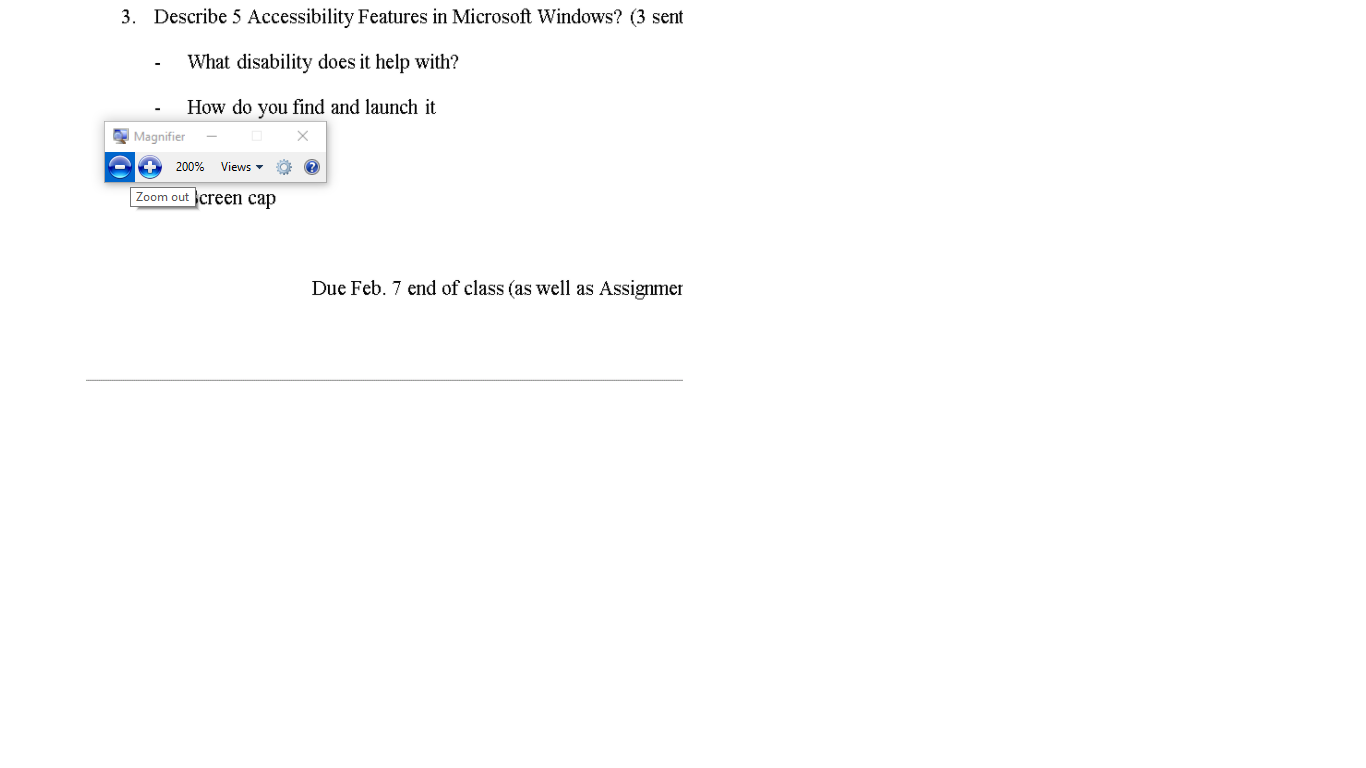 3. Describe 5 Accessibility Features in Microsoft Windows? (3 sent
- What disability does it help with?
- How do you find and launch it
Magnifier
200% Views
Zoom out
creen cap
Due Feb. 7 end of class (as well as Assignmen